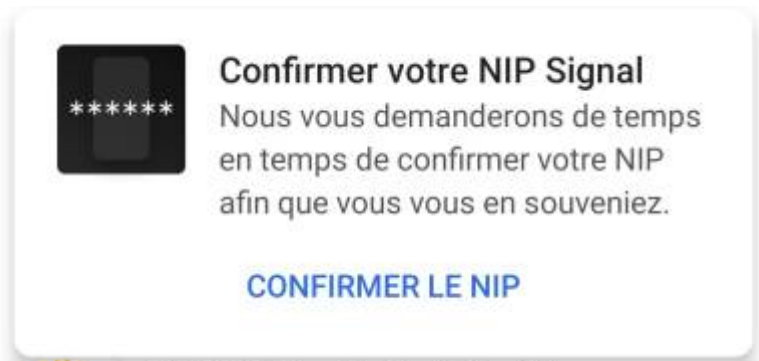 ******
Confirmer votre NIP Signal
Nous vous demanderons de temps
en temps de confirmer votre NIP
afin que vous vous en souveniez.
CONFIRMER LE NIP